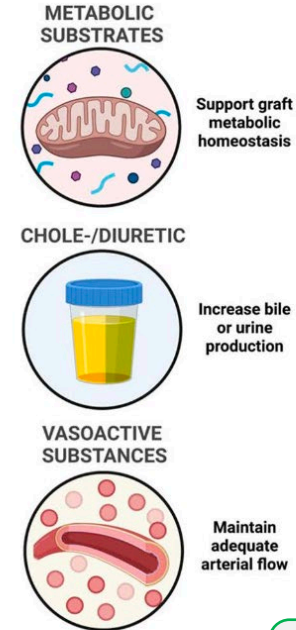 METABOLIC
SUBSTRATES
Support graft
metabolic
homeostasis
CHOLE-/DIURETIC
Increase bile
or urine
production
VASOACTIVE
SUBSTANCES
Maintain
adequate
arterial flow